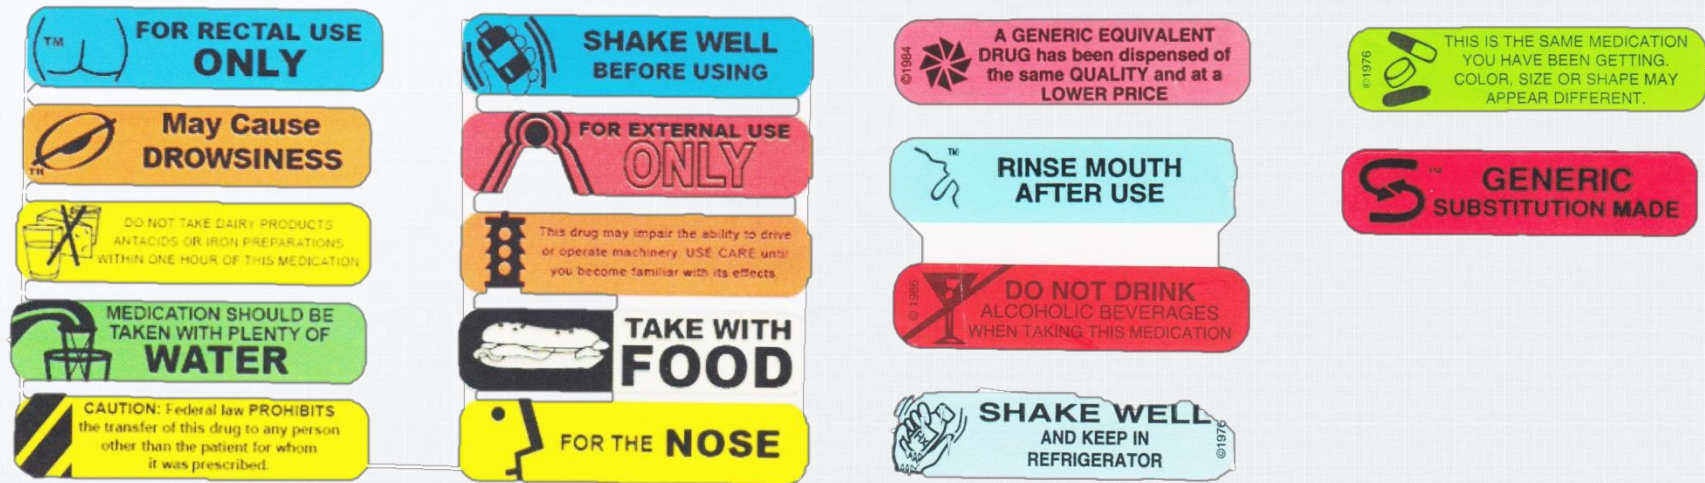 TM
FOR RECTAL USE
ONLY
May Cause
DROWSINESS
TM
DO NOT TAKE DAIRY PRODUCTS
ANTACIDS OR IRON PREPARATIONS
WITHIN ONE HOUR OF THIS MEDICATION
MEDICATION SHOULD BE
TAKEN WITH PLENTY OF
WATER
CAUTION: Federal law PROHIBITS
the transfer of this drug to any person
other than the patient for whom
it was prescribed.
SHAKE WELL
BEFORE USING
FOR EXTERNAL USE
ONLY
This drug may impair the ability to drive
or operate machinery. USE CARE until
you become familiar with its effects
TAKE WITH
FOOD
FOR THE NOSE
©1984
A GENERIC EQUIVALENT
DRUG has been dispensed of
the same QUALITY and at a
LOWER PRICE
TM
RINSE MOUTH
AFTER USE
DO NOT DRINK
ALCOHOLIC BEVERAGES
WHEN TAKING THIS MEDICATION
SHAKE WELL
AND KEEP IN
REFRIGERATOR
©1976
©1976
THIS IS THE SAME MEDICATION
YOU HAVE BEEN GETTING.
COLOR, SIZE OR SHAPE MAY
APPEAR DIFFERENT.
TM
GENERIC
SUBSTITUTION MADE